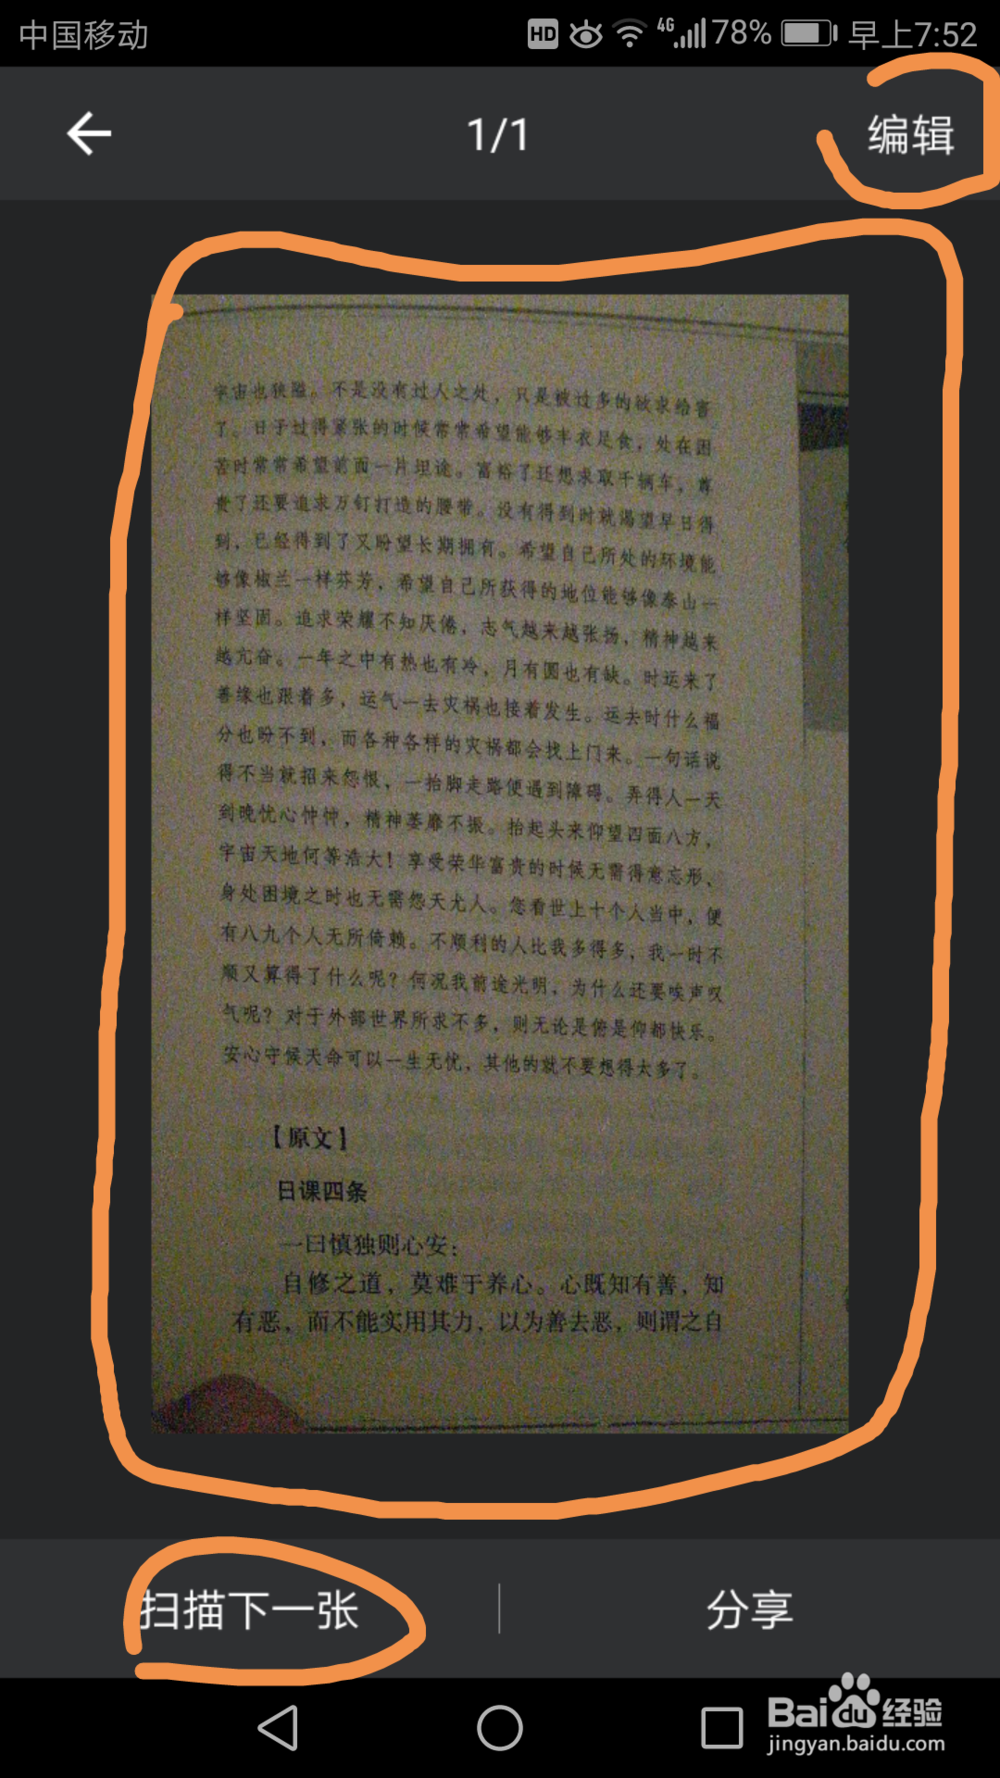 中国移动
HD 4G 78% 早上7:52
1/1
编辑
宇宙也狭隘。不是没有过人之处，只是被过多的欲求给害
了。日子过得紧张的时候常常希望能够丰衣足食，处在困
苦时常常希望前面一片坦途。富裕了还想求取千辆车，尊
贵了还要追求万钉打造的腰带。没有得到时就渴望早日得
到，已经得到了又盼望长期拥有。希望自己所处的环境能
够像椒兰一样芬芳，希望自己所获得的地位能够像泰山一
样坚固。追求荣耀不知厌倦，志气越来越张扬，精神越来
越亢奋。一年之中有热也有冷，月有圆也有缺。时运来了
善缘也跟着多，运气一去灾祸也接着发生。运去时什么福
分也盼不到，而各种各样的灾祸都会找上门来。一句话说
得不当就招来怨恨，一抬脚走路便遇到障碍。弄得人一天
到晚忧心忡忡，精神萎靡不振。抬起头来仰望四面八方，
宇宙天地何等浩大！享受荣华富贵的时候无需得意忘形、
身处困境之时也无需怨天尤人。您看世上十个人当中，便
有八九个人无所倚赖。不顺利的人比我多得多，我一时不
顺又算得了什么呢？何况我前途光明，为什么还要唉声叹
气呢？对于外部世界所求不多，则无论是俯是仰都快乐。
安心守候天命可以一生无忧，其他的就不要想得太多了。
【原文】
日课四条
一曰慎独则心安：
自修之道，莫难于养心。心既知有善，知
有恶，而不能实用其力，以为善去恶，则谓之自
扫描下一张
分享
Baidu 经验
jingyan.baidu.com